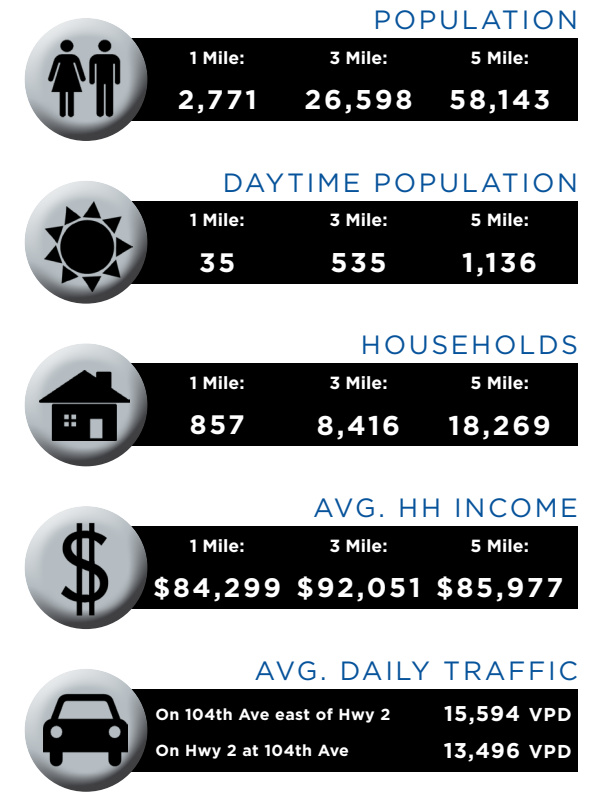 POPULATION
1 Mile: 3 Mile: 5 Mile:
2,771 26,598 58,143
DAYTIME POPULATION
1 Mile: 3 Mile: 5 Mile:
35 535 1,136
HOUSEHOLDS
1 Mile: 3 Mile: 5 Mile:
857 8,416 18,269
AVG. HH INCOME
1 Mile: 3 Mile: 5 Mile:
$84,299 $92,051 $85,977
AVG. DAILY TRAFFIC
On 104th Ave east of Hwy 2 15,594 VPD
On Hwy 2 at 104th Ave 13,496 VPD